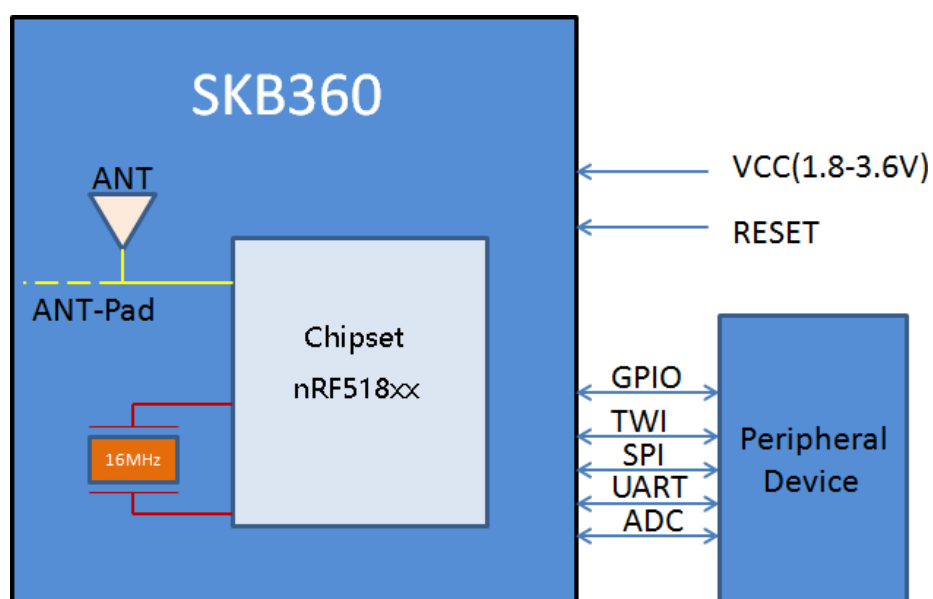 SKB360
ANT
ANT-Pad
Chipset
nRF518xx
16MHz
VCC(1.8-3.6V)
RESET
GPIO
TWI
SPI
UART
ADC
Peripheral
Device